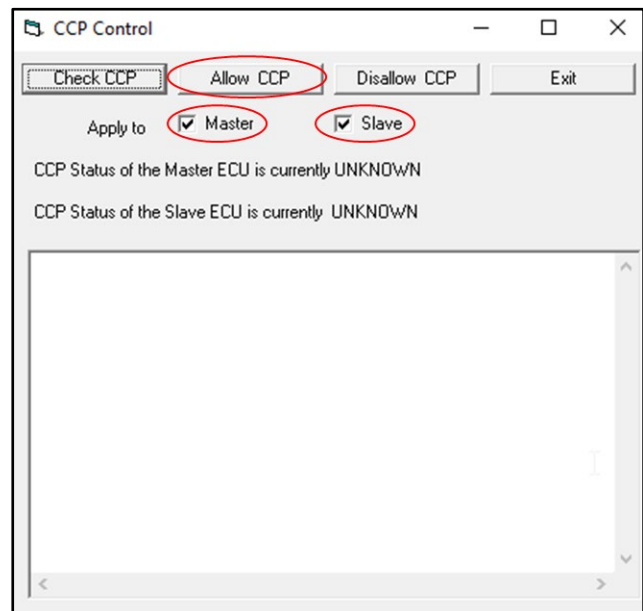 CCP Control
Check CCP Allow CCP Disallow CCP Exit
Apply to Master Slave
CCP Status of the Master ECU is currently UNKNOWN
CCP Status of the Slave ECU is currently UNKNOWN